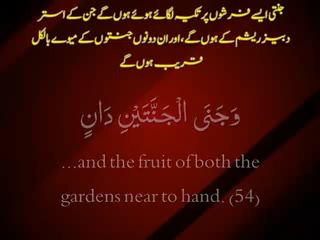 جنتی ایسے فرشوں پر تکیہ لگائے ہوئے ہوں گے جن کے استر
دبیز ریشم کے ہوں گے، اور ان دونوں جنتوں کے میوے بالکل
قریب ہوں گے
وَجَنَى الْجَنَّتَيْنِ دَانٍ
...and the fruit of both the
gardens near to hand. (54)